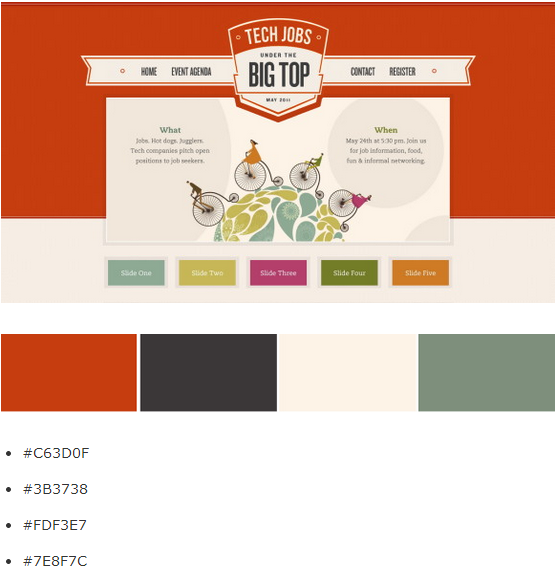 TECH JOBS
UNDER THE
BIG TOP
MAY 2011
HOME EVENT AGENDA CONTACT REGISTER
What
Jobs. Hot dogs. Jugglers.
Tech companies pitch open
positions to job seekers.
When
May 24th at 5:30 pm. Join us
for job information, food,
fun & informal networking.
Slide One Slide Two Slide Three Slide Four Slide Five
#C63D0F
#3B3738
#FDF3E7
#7E8F7C